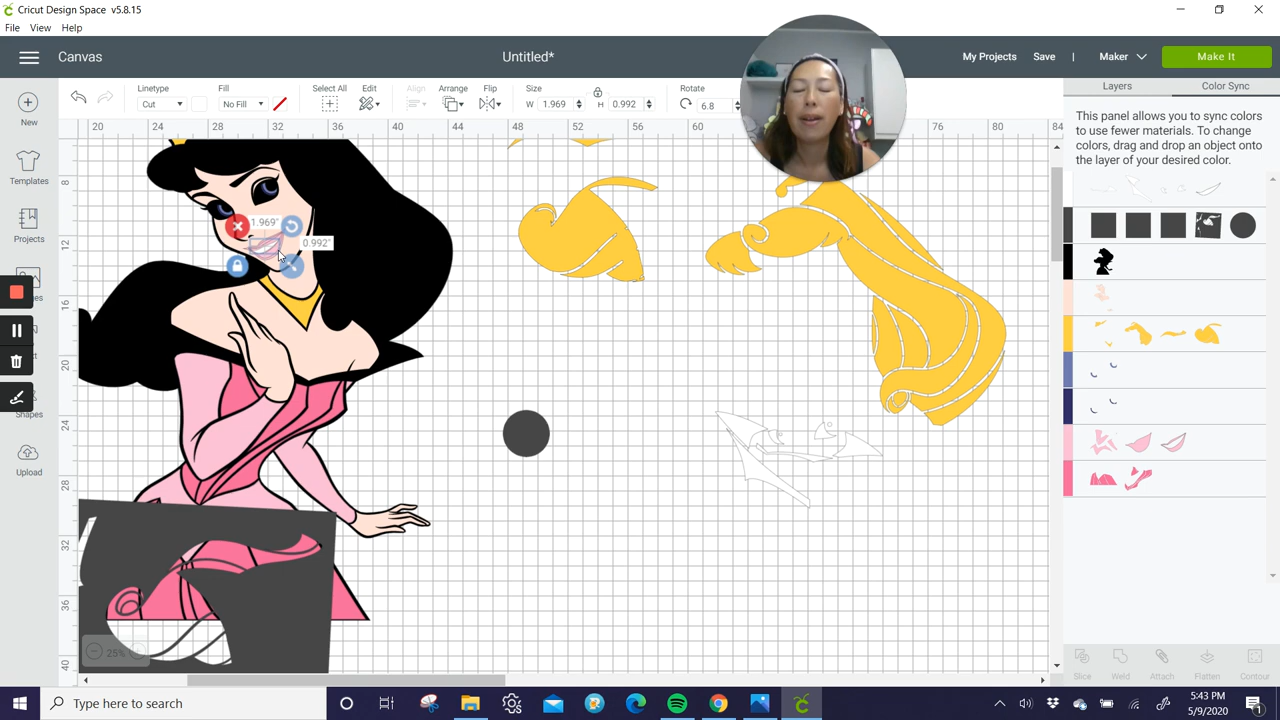 Cricut Design Space v5.8.15
File View Help
Canvas
Untitled*
My Projects Save | Maker Make It
Linetype Fill Select All Edit Align Arrange Flip Size Rotate
Cut No Fill W 1.969 H 0.992 6.8
Layers Color Sync
This panel allows you to sync colors
to use fewer materials. To change
colors, drag and drop an object onto
the layer of your desired color.
New
Templates
Projects
Shapes
Upload
20 24 28 32 36 40 44 48 52 56 60 76 80 84
8
12
16
20
24
28
32
36
40
1.969"
0.992"
25%
Slice Weld Attach Flatten Contour
Type here to search
5:43 PM
5/9/2020
1